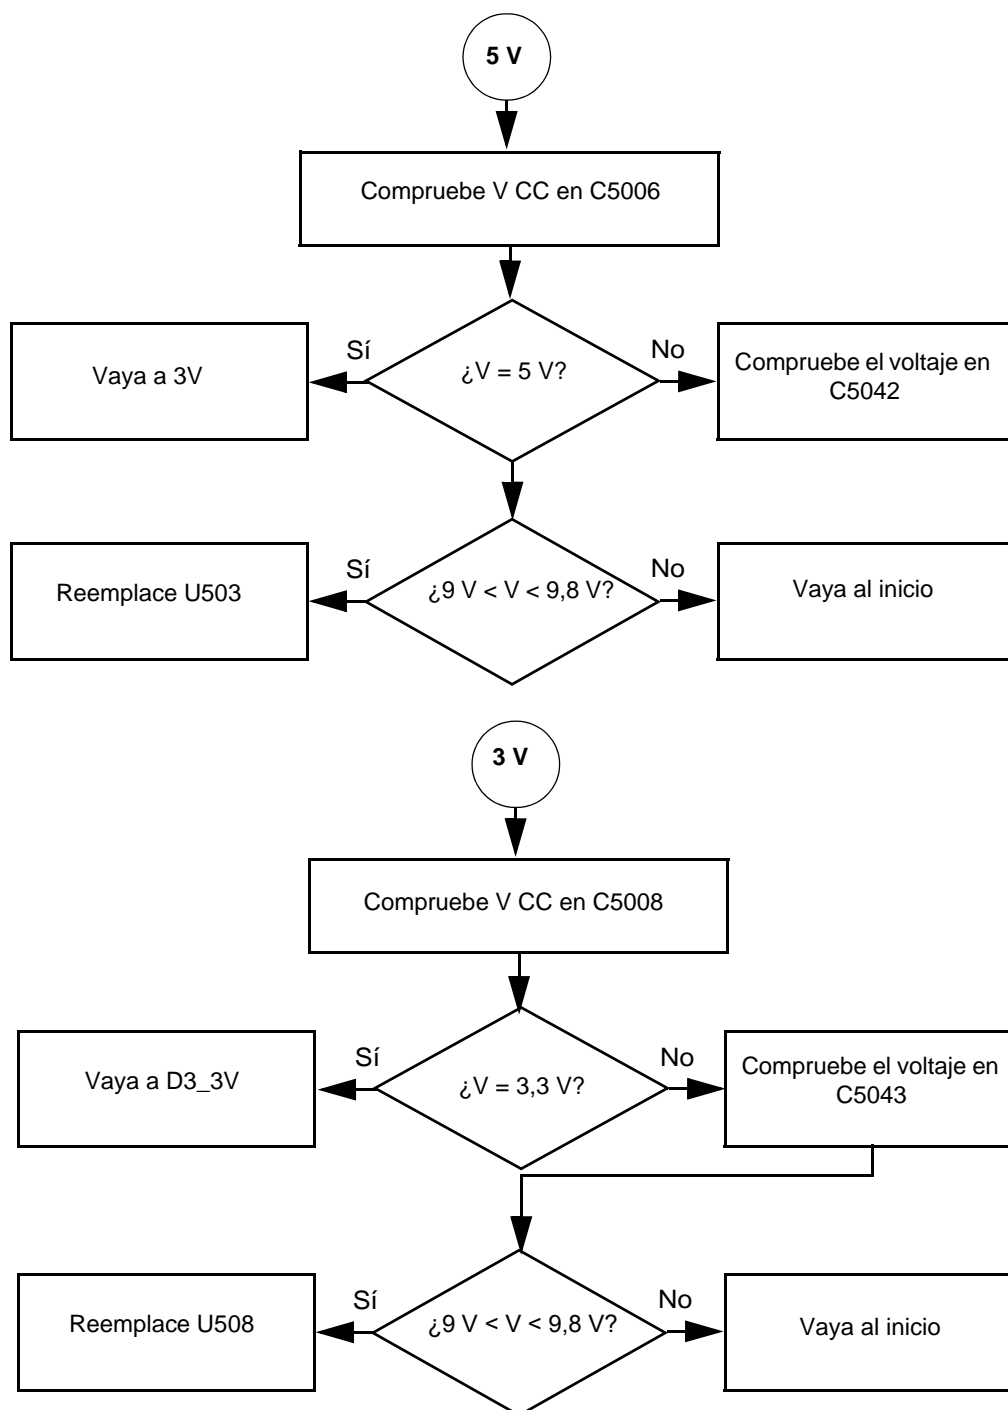 5 V
Compruebe V CC en C5006
Sí
¿V = 5 V?
No
Vaya a 3V
Compruebe el voltaje en
C5042
Sí
¿9 V < V < 9,8 V?
No
Reemplace U503
Vaya al inicio
3 V
Compruebe V CC en C5008
Sí
¿V = 3,3 V?
No
Vaya a D3_3V
Compruebe el voltaje en
C5043
Sí
¿9 V < V < 9,8 V?
No
Reemplace U508
Vaya al inicio